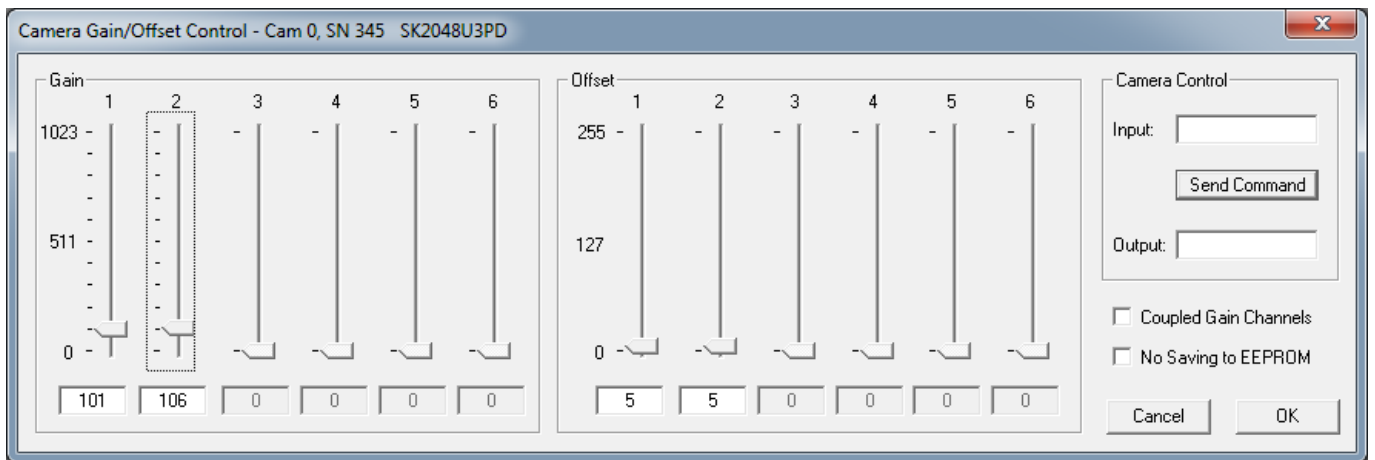 Camera Gain/Offset Control - Cam 0, SN 345 SK2048U3PD
Gain
1 2 3 4 5 6
1023
511
0
101 106 0 0 0 0
Offset
1 2 3 4 5 6
255
127
0
5 5 0 0 0 0
Camera Control
Input:
Send Command
Output:
Coupled Gain Channels
No Saving to EEPROM
Cancel OK